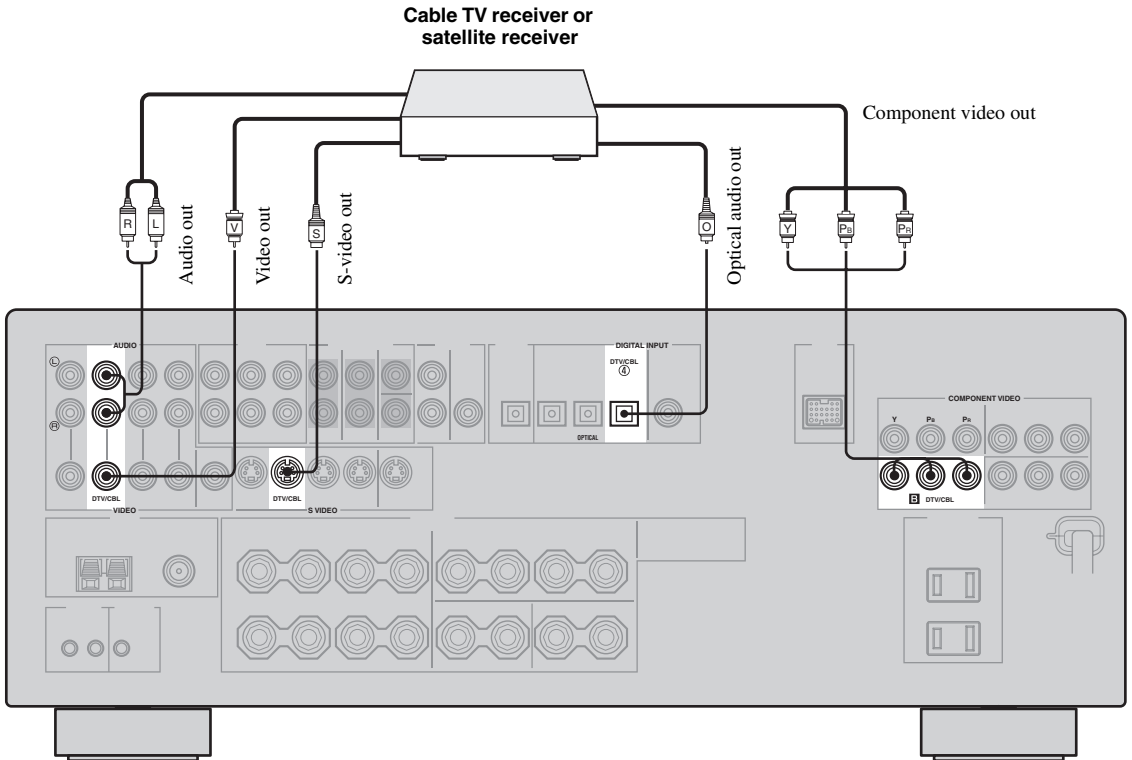 Cable TV receiver or
satellite receiver
Component video out
R
L
V
S
O
Y
PB
PR
Audio out
Video out
S-video out
Optical audio out
AUDIO
DIGITAL INPUT
L
DTV/CBL
④
COMPONENT VIDEO
R
Y
PB
PR
OPTICAL
DTV/CBL
DTV/CBL
B DTV/CBL
VIDEO
S VIDEO